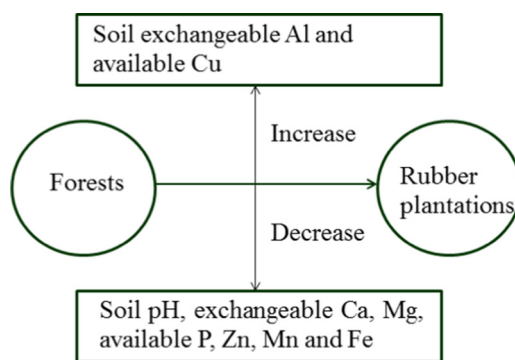 Soil exchangeable Al and
available Cu
Increase
Forests
Rubber
plantations
Decrease
Soil pH, exchangeable Ca, Mg,
available P, Zn, Mn and Fe